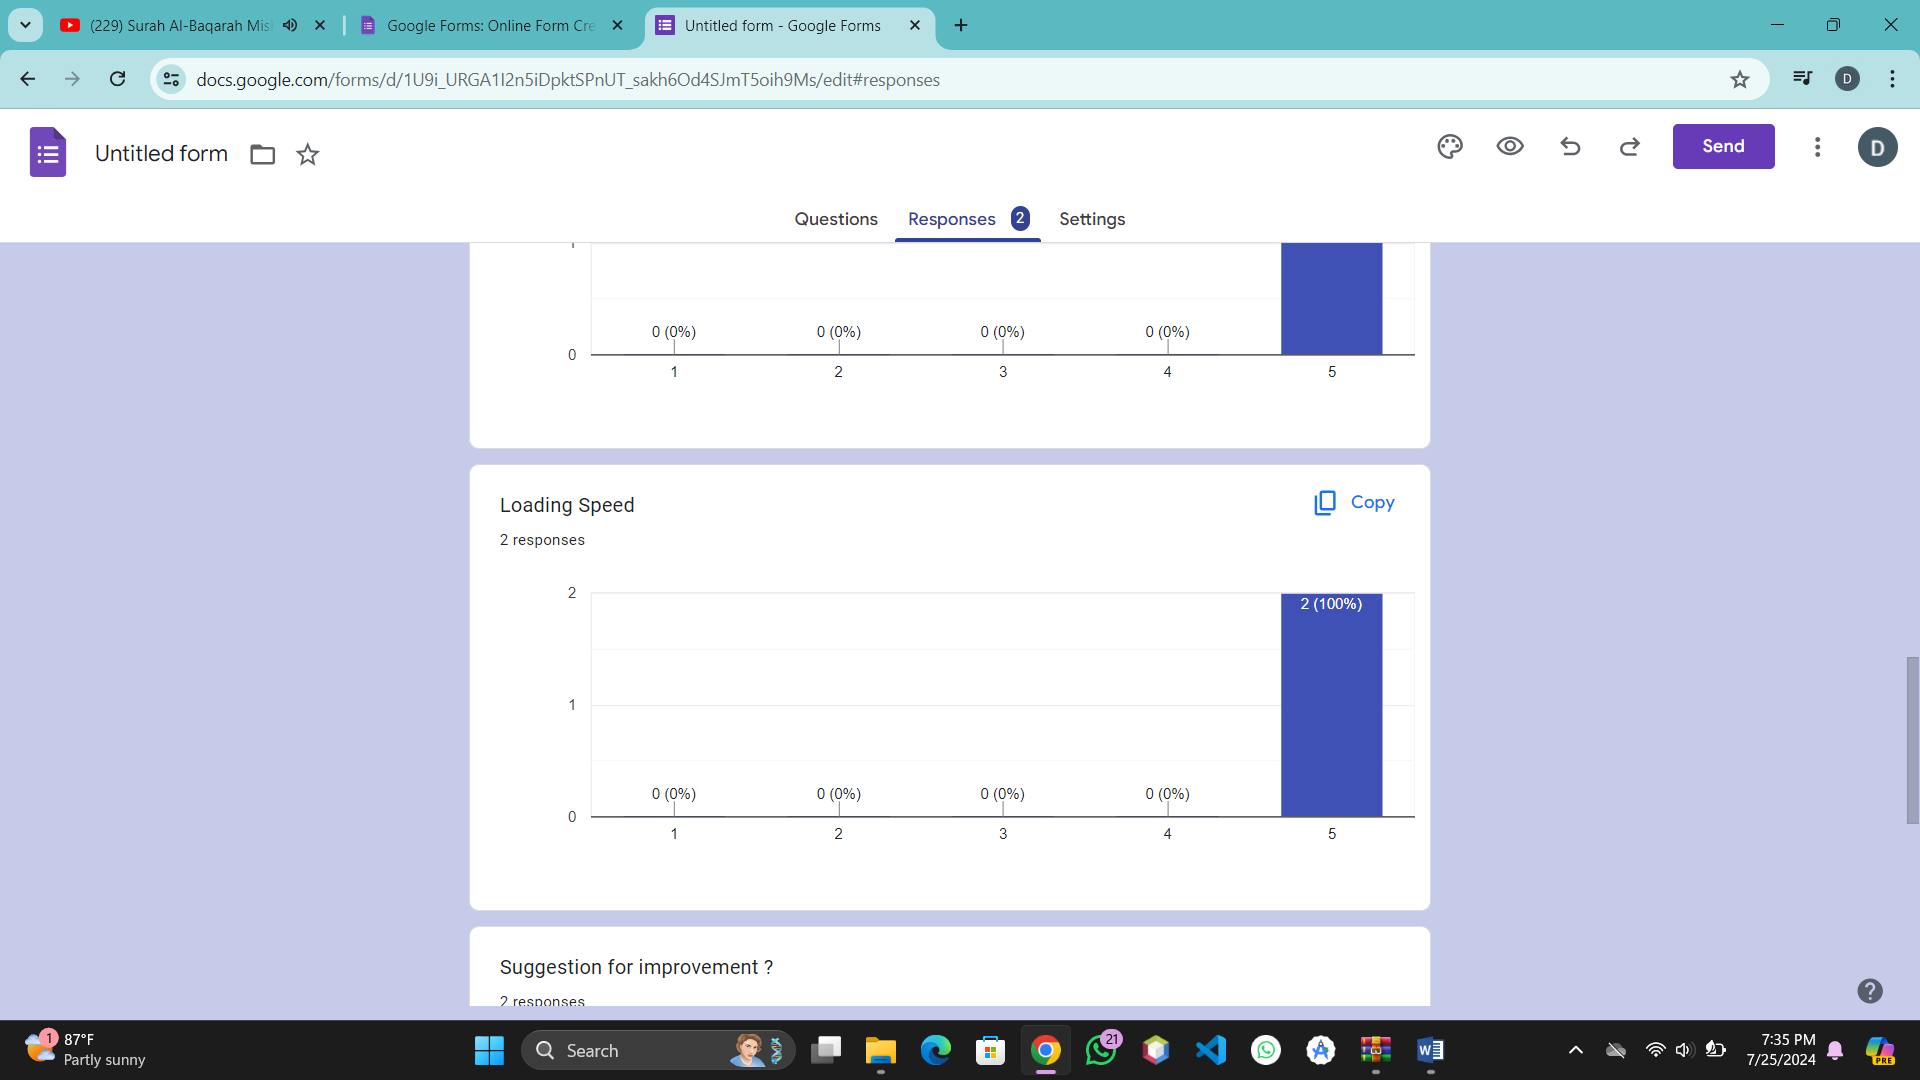 (229) Surah Al-Baqarah Mis
Google Forms: Online Form Cre
Untitled form - Google Forms
docs.google.com/forms/d/1U9i_URGA1I2n5iDpktSPnUT_sakh6Od4SJmT5oih9Ms/edit#responses
D
Untitled form
Send
D
Questions
Responses 2
Settings
1
0 (0%) 0 (0%) 0 (0%) 0 (0%)
0
1 2 3 4 5
Loading Speed
Copy
2 responses
2
2 (100%)
1
0 (0%) 0 (0%) 0 (0%) 0 (0%)
0
1 2 3 4 5
Suggestion for improvement ?
2 responses
1
87°F
Partly sunny
Search
21
W
PRE
7:35 PM
7/25/2024